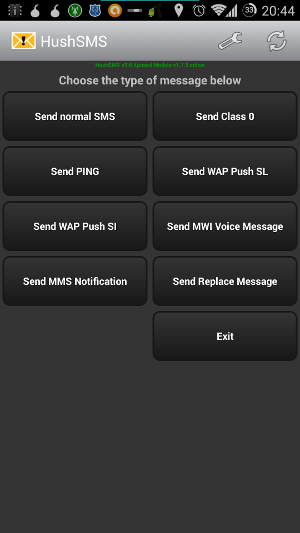 20:44
33
HushSMS
HushSMS v2.6 Xposed Module v1.7.0 active
Choose the type of message below
Send normal SMS
Send Class 0
Send PING
Send WAP Push SL
Send WAP Push SI
Send MWI Voice Message
Send MMS Notification
Send Replace Message
Exit